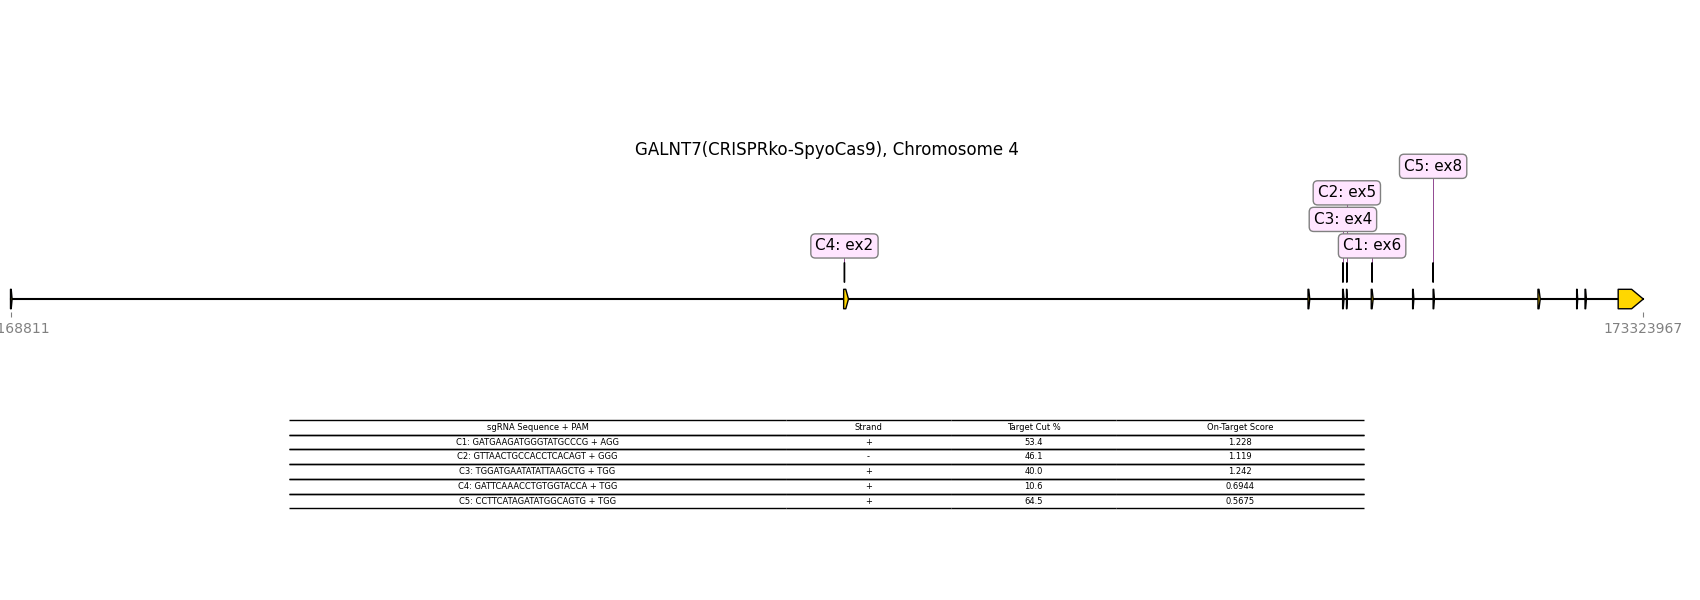 GALNT7(CRISPRko-SpyoCas9), Chromosome 4
C5: ex8
C2: ex5
C3: ex4
C4: ex2
C1: ex6
168811
173323967
sgRNA Sequence + PAM Strand Target Cut % On-Target Score
C1: GATGAAGATGGGTATGCCCG + AGG + 53.4 1.228
C2: GTTAACTGCCACCTCACAGT + GGG - 46.1 1.119
C3: TGGATGAATATATTAAGCTG + TGG + 40.0 1.242
C4: GATTCAAACCTGTGGTACCA + TGG + 10.6 0.6944
C5: CCTTCATAGATATGGCAGTG + TGG + 64.5 0.5675